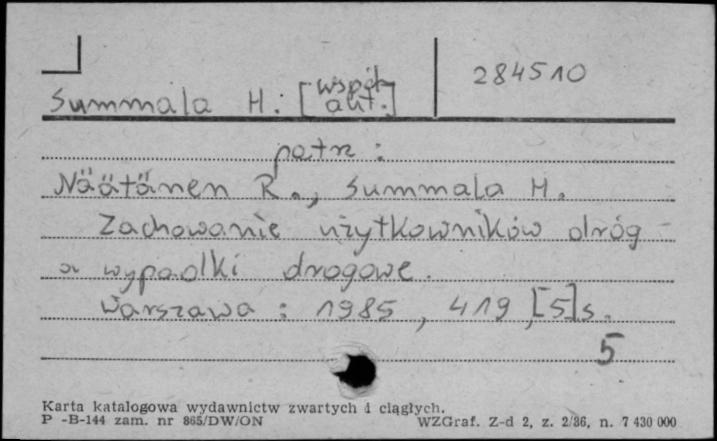 284510
Summala H. [współaut.]
patrz :
Näätänen R., Summala H.
Zachowanie użytkowników dróg
a wypadki drogowe.
Warszawa : 1985, 419, [5] s.
5
Karta katalogowa wydawnictw zwartych i ciągłych.
P -B-144 zam. nr 865/DW/ON WZGraf. Z-d 2, z. 2/86, n. 7 430 000